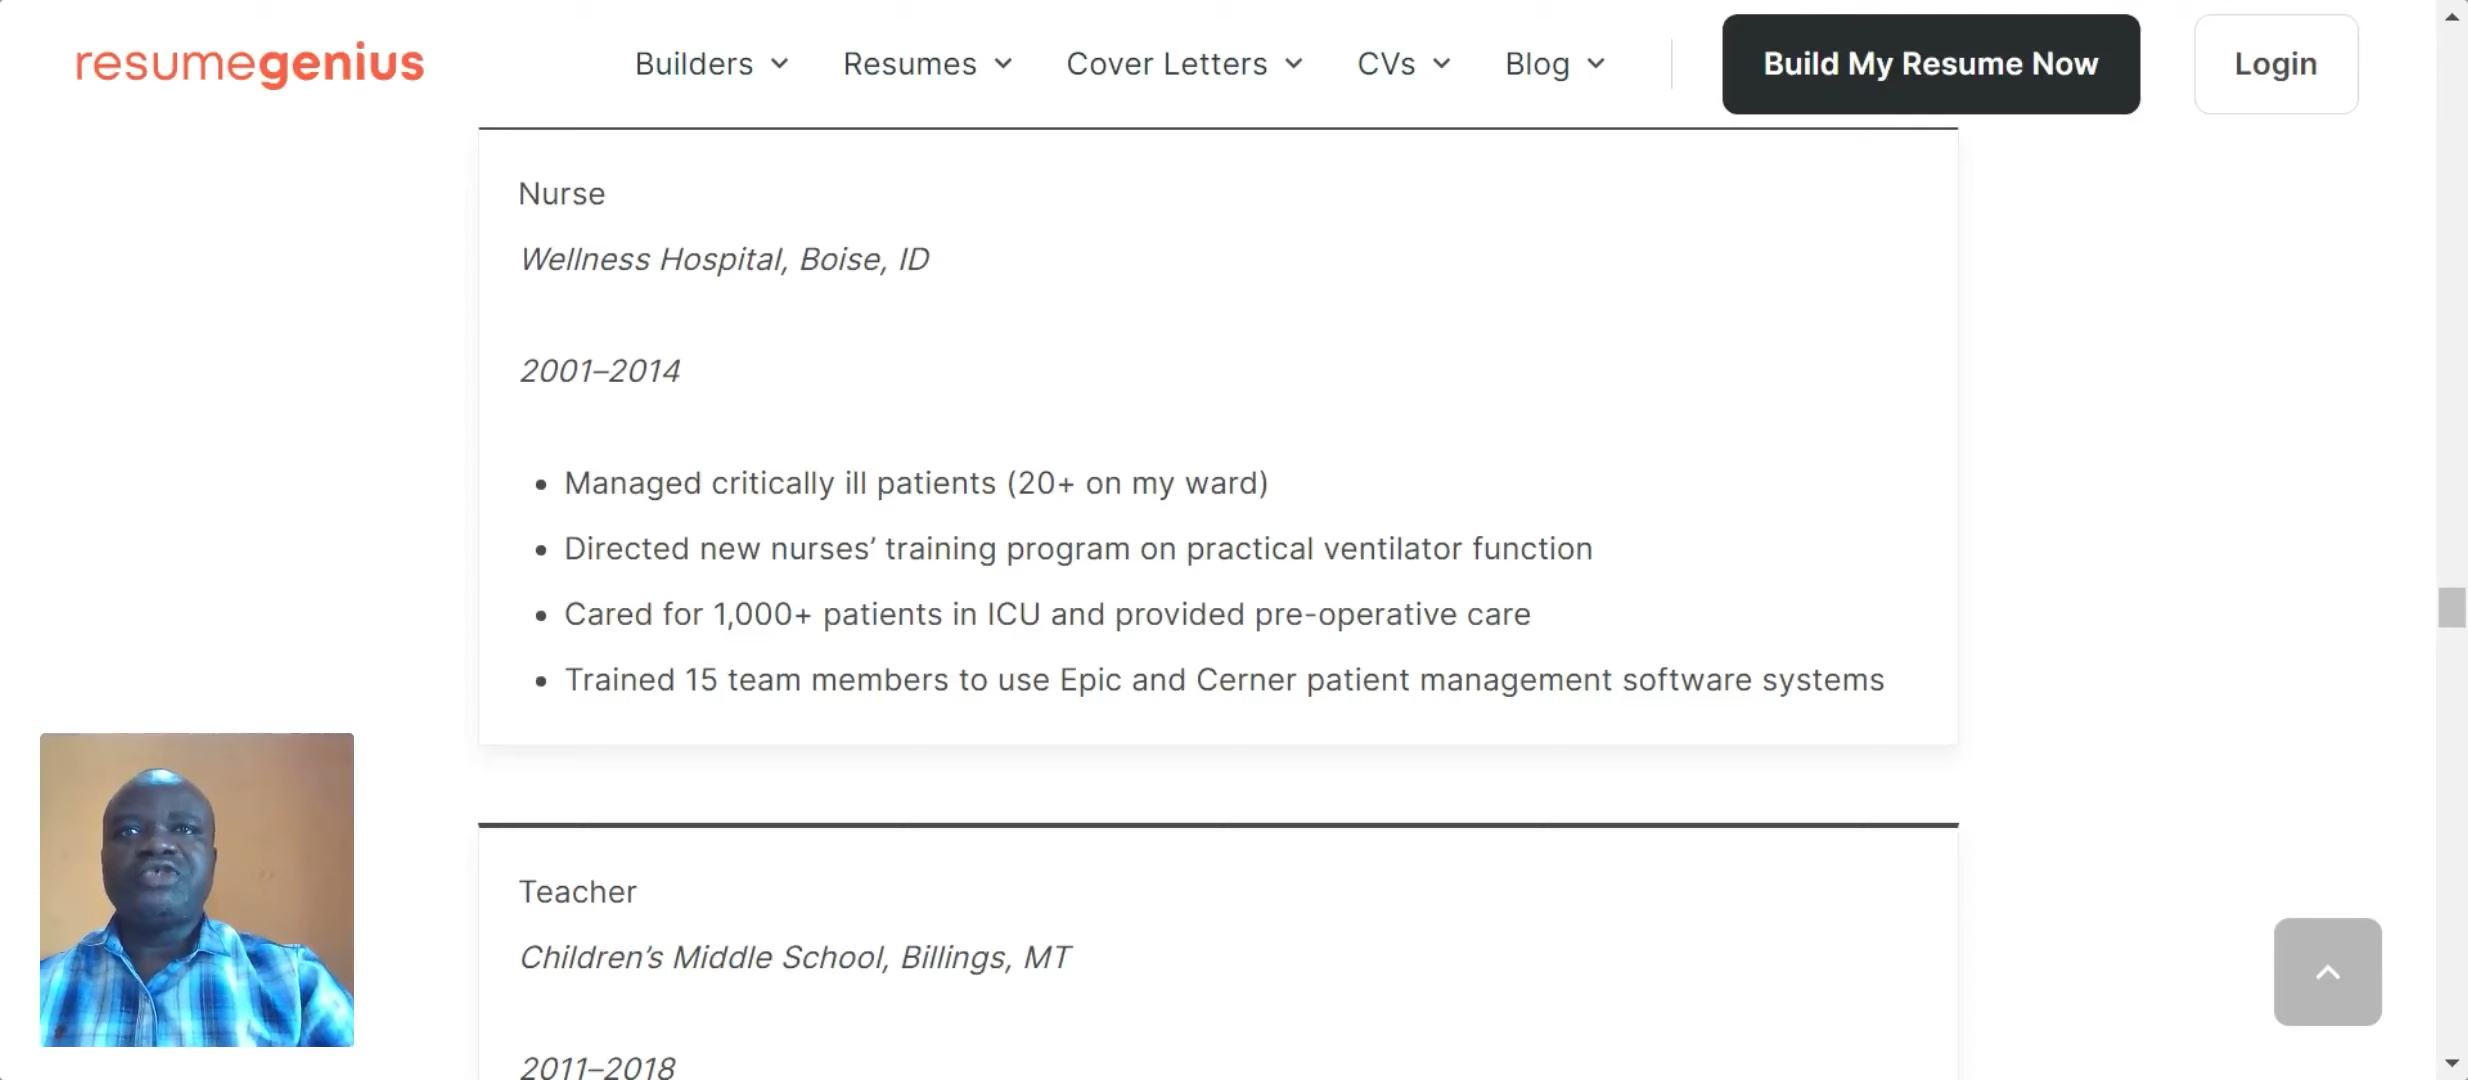 resumegenius
Builders
Resumes
Cover Letters
CVs
Blog
Build My Resume Now
Login
Nurse
Wellness Hospital, Boise, ID
2001–2014
• Managed critically ill patients (20+ on my ward)
• Directed new nurses’ training program on practical ventilator function
• Cared for 1,000+ patients in ICU and provided pre-operative care
• Trained 15 team members to use Epic and Cerner patient management software systems
Teacher
Children’s Middle School, Billings, MT
2011–2018